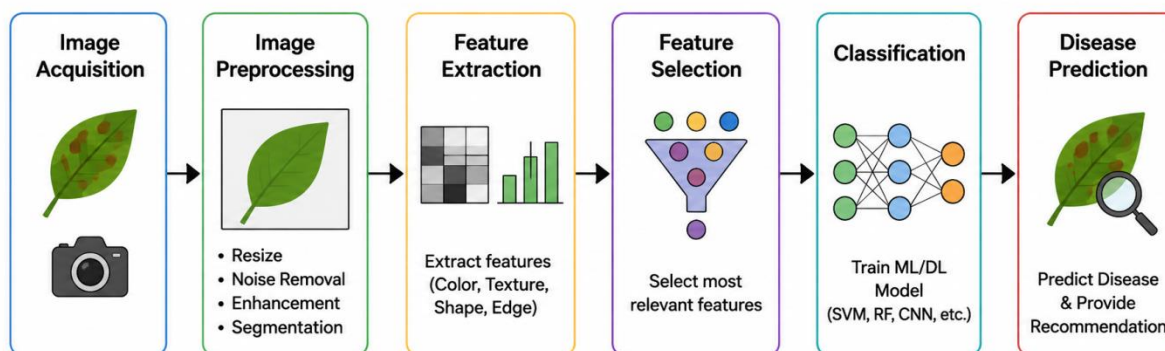 Image
Acquisition
Image
Preprocessing
• Resize
• Noise Removal
• Enhancement
• Segmentation
Feature
Extraction
Extract features
(Color, Texture,
Shape, Edge)
Feature
Selection
Select most
relevant features
Classification
Train ML/DL
Model
(SVM, RF, CNN, etc.)
Disease
Prediction
Predict Disease
& Provide
Recommendation